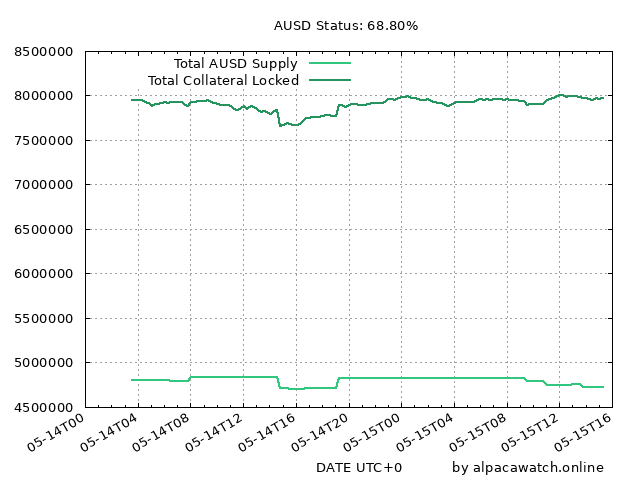 AUSD Status: 68.80%
Total AUSD Supply
Total Collateral Locked
8500000
8000000
7500000
7000000
6500000
6000000
5500000
5000000
4500000
05-14T00
05-14T04
05-14T08
05-14T12
05-14T16
05-14T20
05-15T00
05-15T04
05-15T08
05-15T12
05-15T16
DATE UTC+0
by alpacawatch.online